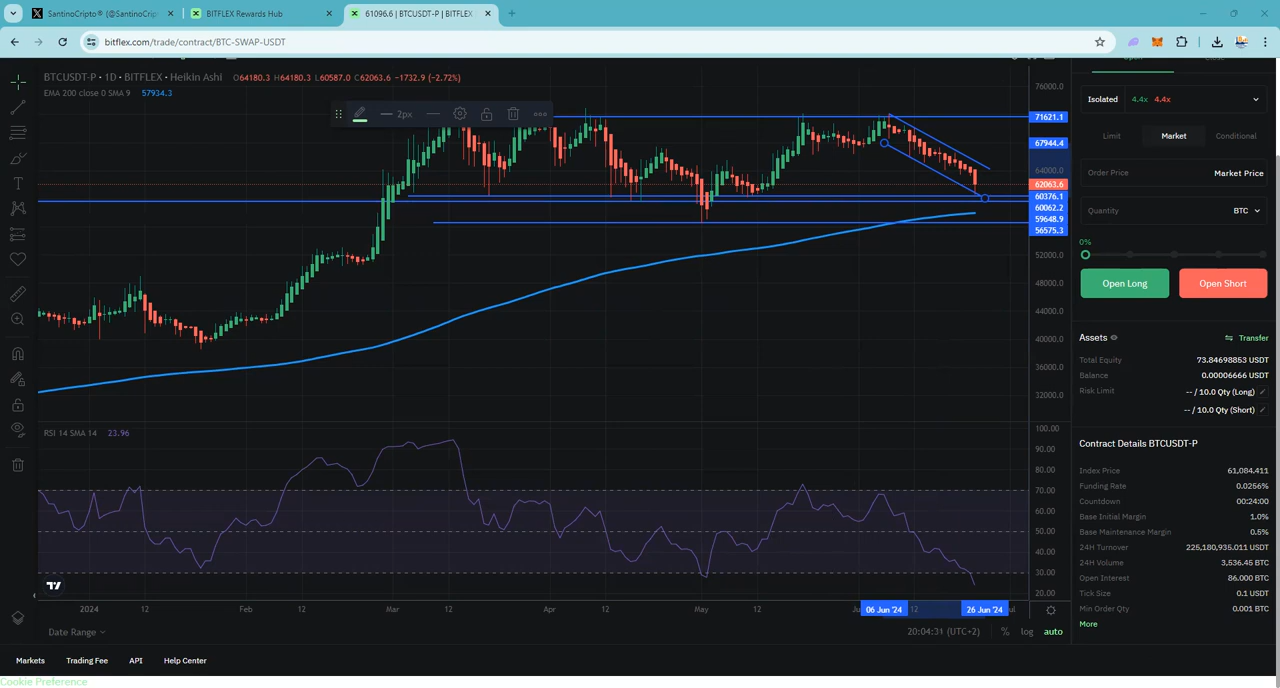 SantinoCripto® (@SantinoCrip
BITFLEX Rewards Hub
61096.6 | BTCUSDT-P | BITFLEX
bitflex.com/trade/contract/BTC-SWAP-USDT
BTCUSDT-P • 1D • BITFLEX • Heikin Ashi O64180.3 H64180.3 L60587.0 C62063.6 -1732.9 (-2.72%)
EMA 200 close 0 SMA 9 57934.3
2px
76000.0
71621.1
67944.4
64000.0
62063.6
60376.1
60062.2
59648.9
56575.3
52000.0
48000.0
44000.0
40000.0
36000.0
32000.0
RSI 14 SMA 14 23.96
100.00
90.00
80.00
70.00
60.00
50.00
40.00
30.00
20.00
2024 12 Feb 12 Mar 12 Apr 12 May 12 06 Jun '24 12 26 Jun '24
Date Range
20:04:31 (UTC+2) % log auto
Isolated 4.4x 4.4x
Limit Market Conditional
Order Price Market Price
Quantity BTC
0%
Open Long Open Short
Assets Transfer
Total Equity 73.84698853 USDT
Balance 0.00006666 USDT
Risk Limit -- / 10.0 Qty (Long)
-- / 10.0 Qty (Short)
Contract Details BTCUSDT-P
Index Price 61,084,411
Funding Rate 0.0256%
Countdown 00:24:00
Base Initial Margin 1.0%
Base Maintenance Margin 0.5%
24H Turnover 225,180,935.011 USDT
24H Volume 3,536.45 BTC
Open Interest 86.000 BTC
Tick Size 0.1 USDT
Min Order Qty 0.001 BTC
More
Markets Trading Fee API Help Center
Cookie Preference